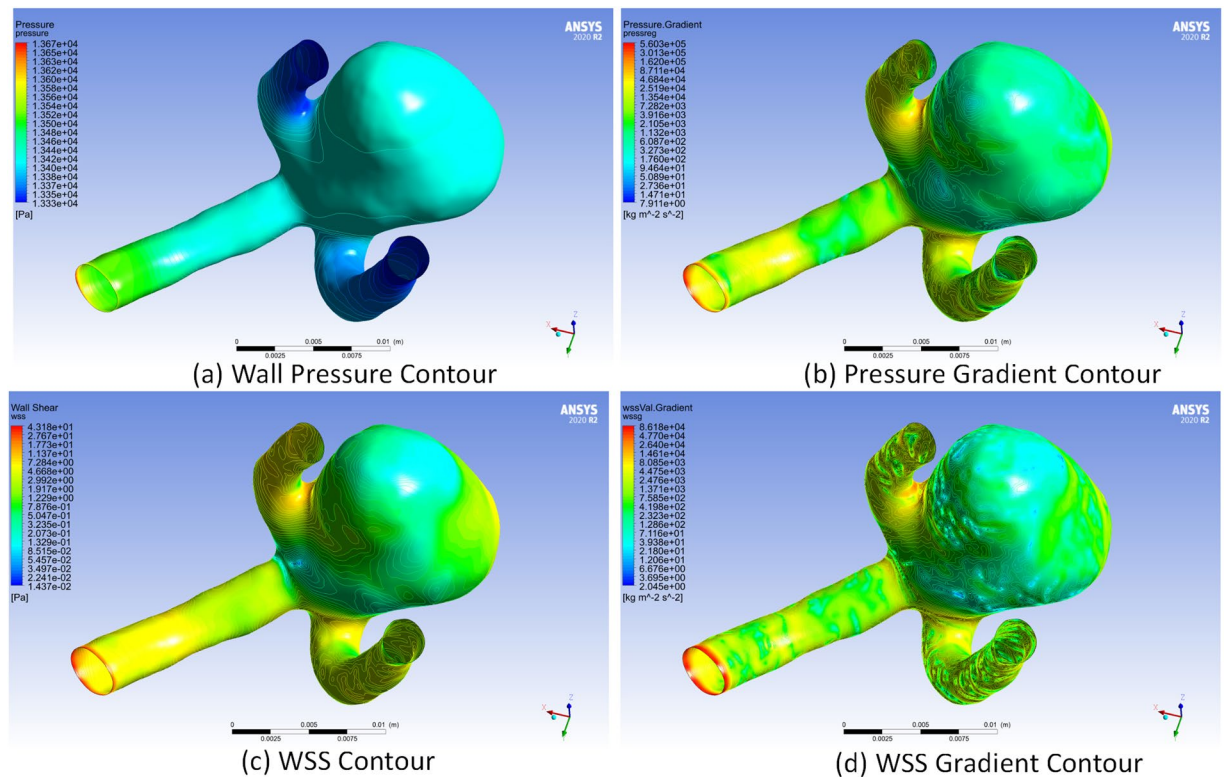 Pressure
pressure
1.367e+04
1.365e+04
1.363e+04
1.362e+04
1.360e+04
1.358e+04
1.356e+04
1.354e+04
1.352e+04
1.350e+04
1.348e+04
1.346e+04
1.344e+04
1.342e+04
1.340e+04
1.338e+04
1.337e+04
1.335e+04
1.333e+04
[Pa]
ANSYS
2020 R2
X
Z
Y
0
0.005
0.01
(m)
0.0025
0.0075
(a) Wall Pressure Contour
Pressure.Gradient
pressreg
5.603e+05
3.013e+05
1.620e+05
8.711e+04
4.684e+04
2.519e+04
1.354e+04
7.282e+03
3.916e+03
2.105e+03
1.132e+03
6.087e+02
3.273e+02
1.760e+02
9.464e+01
5.089e+01
2.736e+01
1.471e+01
7.911e+00
[kg m^-2 s^-2]
ANSYS
2020 R2
X
Z
Y
0
0.005
0.01
(m)
0.0025
0.0075
(b) Pressure Gradient Contour
Wall Shear
wss
4.318e+01
2.767e+01
1.773e+01
1.137e+01
7.284e+00
4.668e+00
2.992e+00
1.917e+00
1.229e+00
7.876e-01
5.047e-01
3.235e-01
2.073e-01
1.329e-01
8.515e-02
5.457e-02
3.497e-02
2.241e-02
1.437e-02
[Pa]
ANSYS
2020 R2
X
Z
0
0.005
0.01
(m)
0.0025
0.0075
(c) WSS Contour
wssVal.Gradient
wssg
8.618e+04
4.770e+04
2.640e+04
1.461e+04
8.085e+03
4.475e+03
2.476e+03
1.371e+03
7.585e+02
4.198e+02
2.323e+02
1.286e+02
7.116e+01
3.938e+01
2.180e+01
1.206e+01
6.676e+00
3.695e+00
2.045e+00
[kg m^-2 s^-2]
ANSYS
2020 R2
X
Z
0
0.005
0.01
(m)
0.0025
0.0075
(d) WSS Gradient Contour